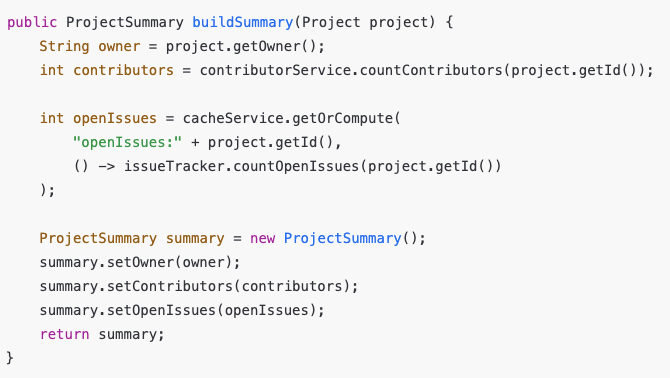 public ProjectSummary buildSummary(Project project) {
    String owner = project.getOwner();
    int contributors = contributorService.countContributors(project.getId());

    int openIssues = cacheService.getOrCompute(
        "openIssues:" + project.getId(),
        () -> issueTracker.countOpenIssues(project.getId())
    );

    ProjectSummary summary = new ProjectSummary();
    summary.setOwner(owner);
    summary.setContributors(contributors);
    summary.setOpenIssues(openIssues);
    return summary;
}